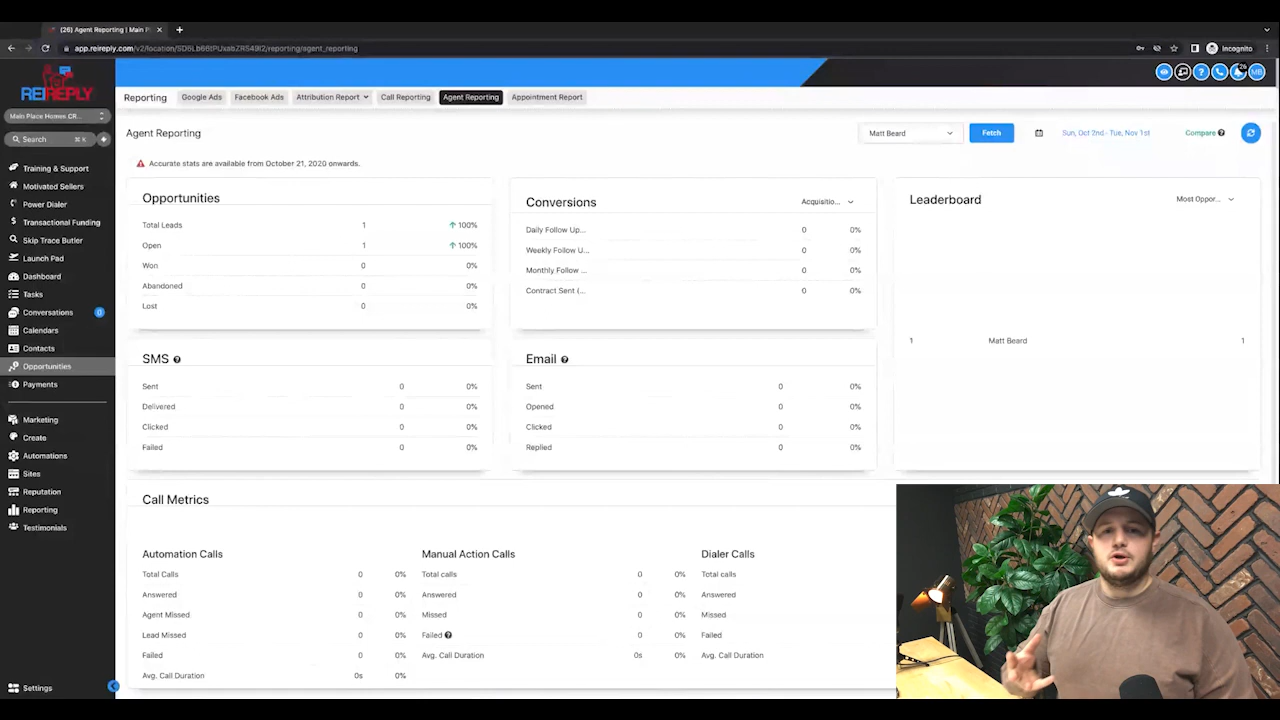 (26) Agent Reporting | Main P
app.reireply.com/v2/location/SD5Lb66tPUxabZRS49I2/reporting/agent_reporting
Incognito
REIREPLY
Main Place Homes CR...
Search
⌘ K
Training & Support
Motivated Sellers
Power Dialer
Transactional Funding
Skip Trace Butler
Launch Pad
Dashboard
Tasks
Conversations 0
Calendars
Contacts
Opportunities
Payments
Marketing
Create
Automations
Sites
Reputation
Reporting
Testimonials
Settings
26
MB
Reporting Google Ads Facebook Ads Attribution Report Call Reporting Agent Reporting Appointment Report
Agent Reporting
Matt Beard Fetch Sun, Oct 2nd - Tue, Nov 1st Compare
Accurate stats are available from October 21, 2020 onwards.
Opportunities
Total Leads 1 100%
Open 1 100%
Won 0 0%
Abandoned 0 0%
Lost 0 0%
Conversions Acquisitio...
Daily Follow Up... 0 0%
Weekly Follow U... 0 0%
Monthly Follow ... 0 0%
Contract Sent (... 0 0%
Leaderboard Most Oppor...
1 Matt Beard 1
SMS
Sent 0 0%
Delivered 0 0%
Clicked 0 0%
Failed 0 0%
Email
Sent 0 0%
Opened 0 0%
Clicked 0 0%
Replied 0 0%
Call Metrics
Automation Calls
Total Calls 0 0%
Answered 0 0%
Agent Missed 0 0%
Lead Missed 0 0%
Failed 0 0%
Avg. Call Duration 0s 0%
Manual Action Calls
Total calls 0 0%
Answered 0 0%
Missed 0 0%
Failed 0 0%
Avg. Call Duration 0s 0%
Dialer Calls
Total calls
Answered
Missed
Failed
Avg. Call Duration